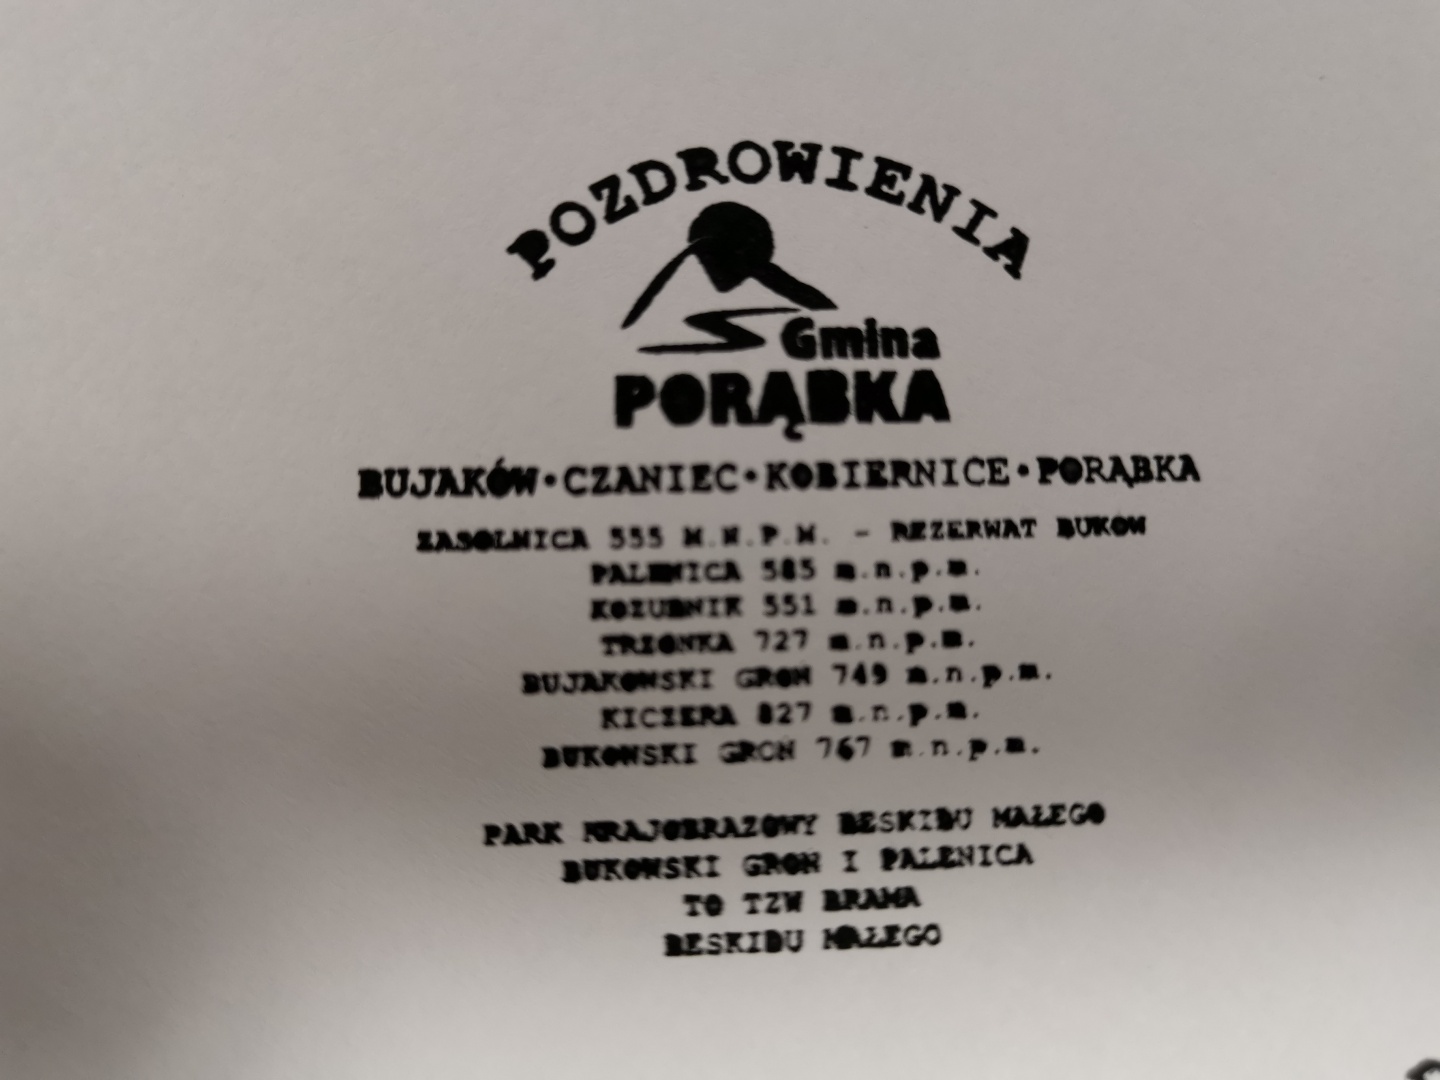 POZDROWIENIA
Gmina
PORĄBKA
BUJAKÓW•CZANIEC•KOBIERNICE•PORĄBKA
ZASOLNICA 555 M.N.P.M. - REZERWAT BUKOW
PALENICA 585 m.n.p.m.
KOZUBNIK 551 m.n.p.m.
TRZONKA 727 m.n.p.m.
BUJAKOWSKI GROŃ 749 m.n.p.m.
KICZERA 827 m.n.p.m.
BUKOWSKI GROŃ 767 m.n.p.m.
PARK KRAJOBRAZOWY BESKIDU MAŁEGO
BUKOWSKI GROŃ I PALENICA
TO TZW BRAMA
BESKIDU MAŁEGO